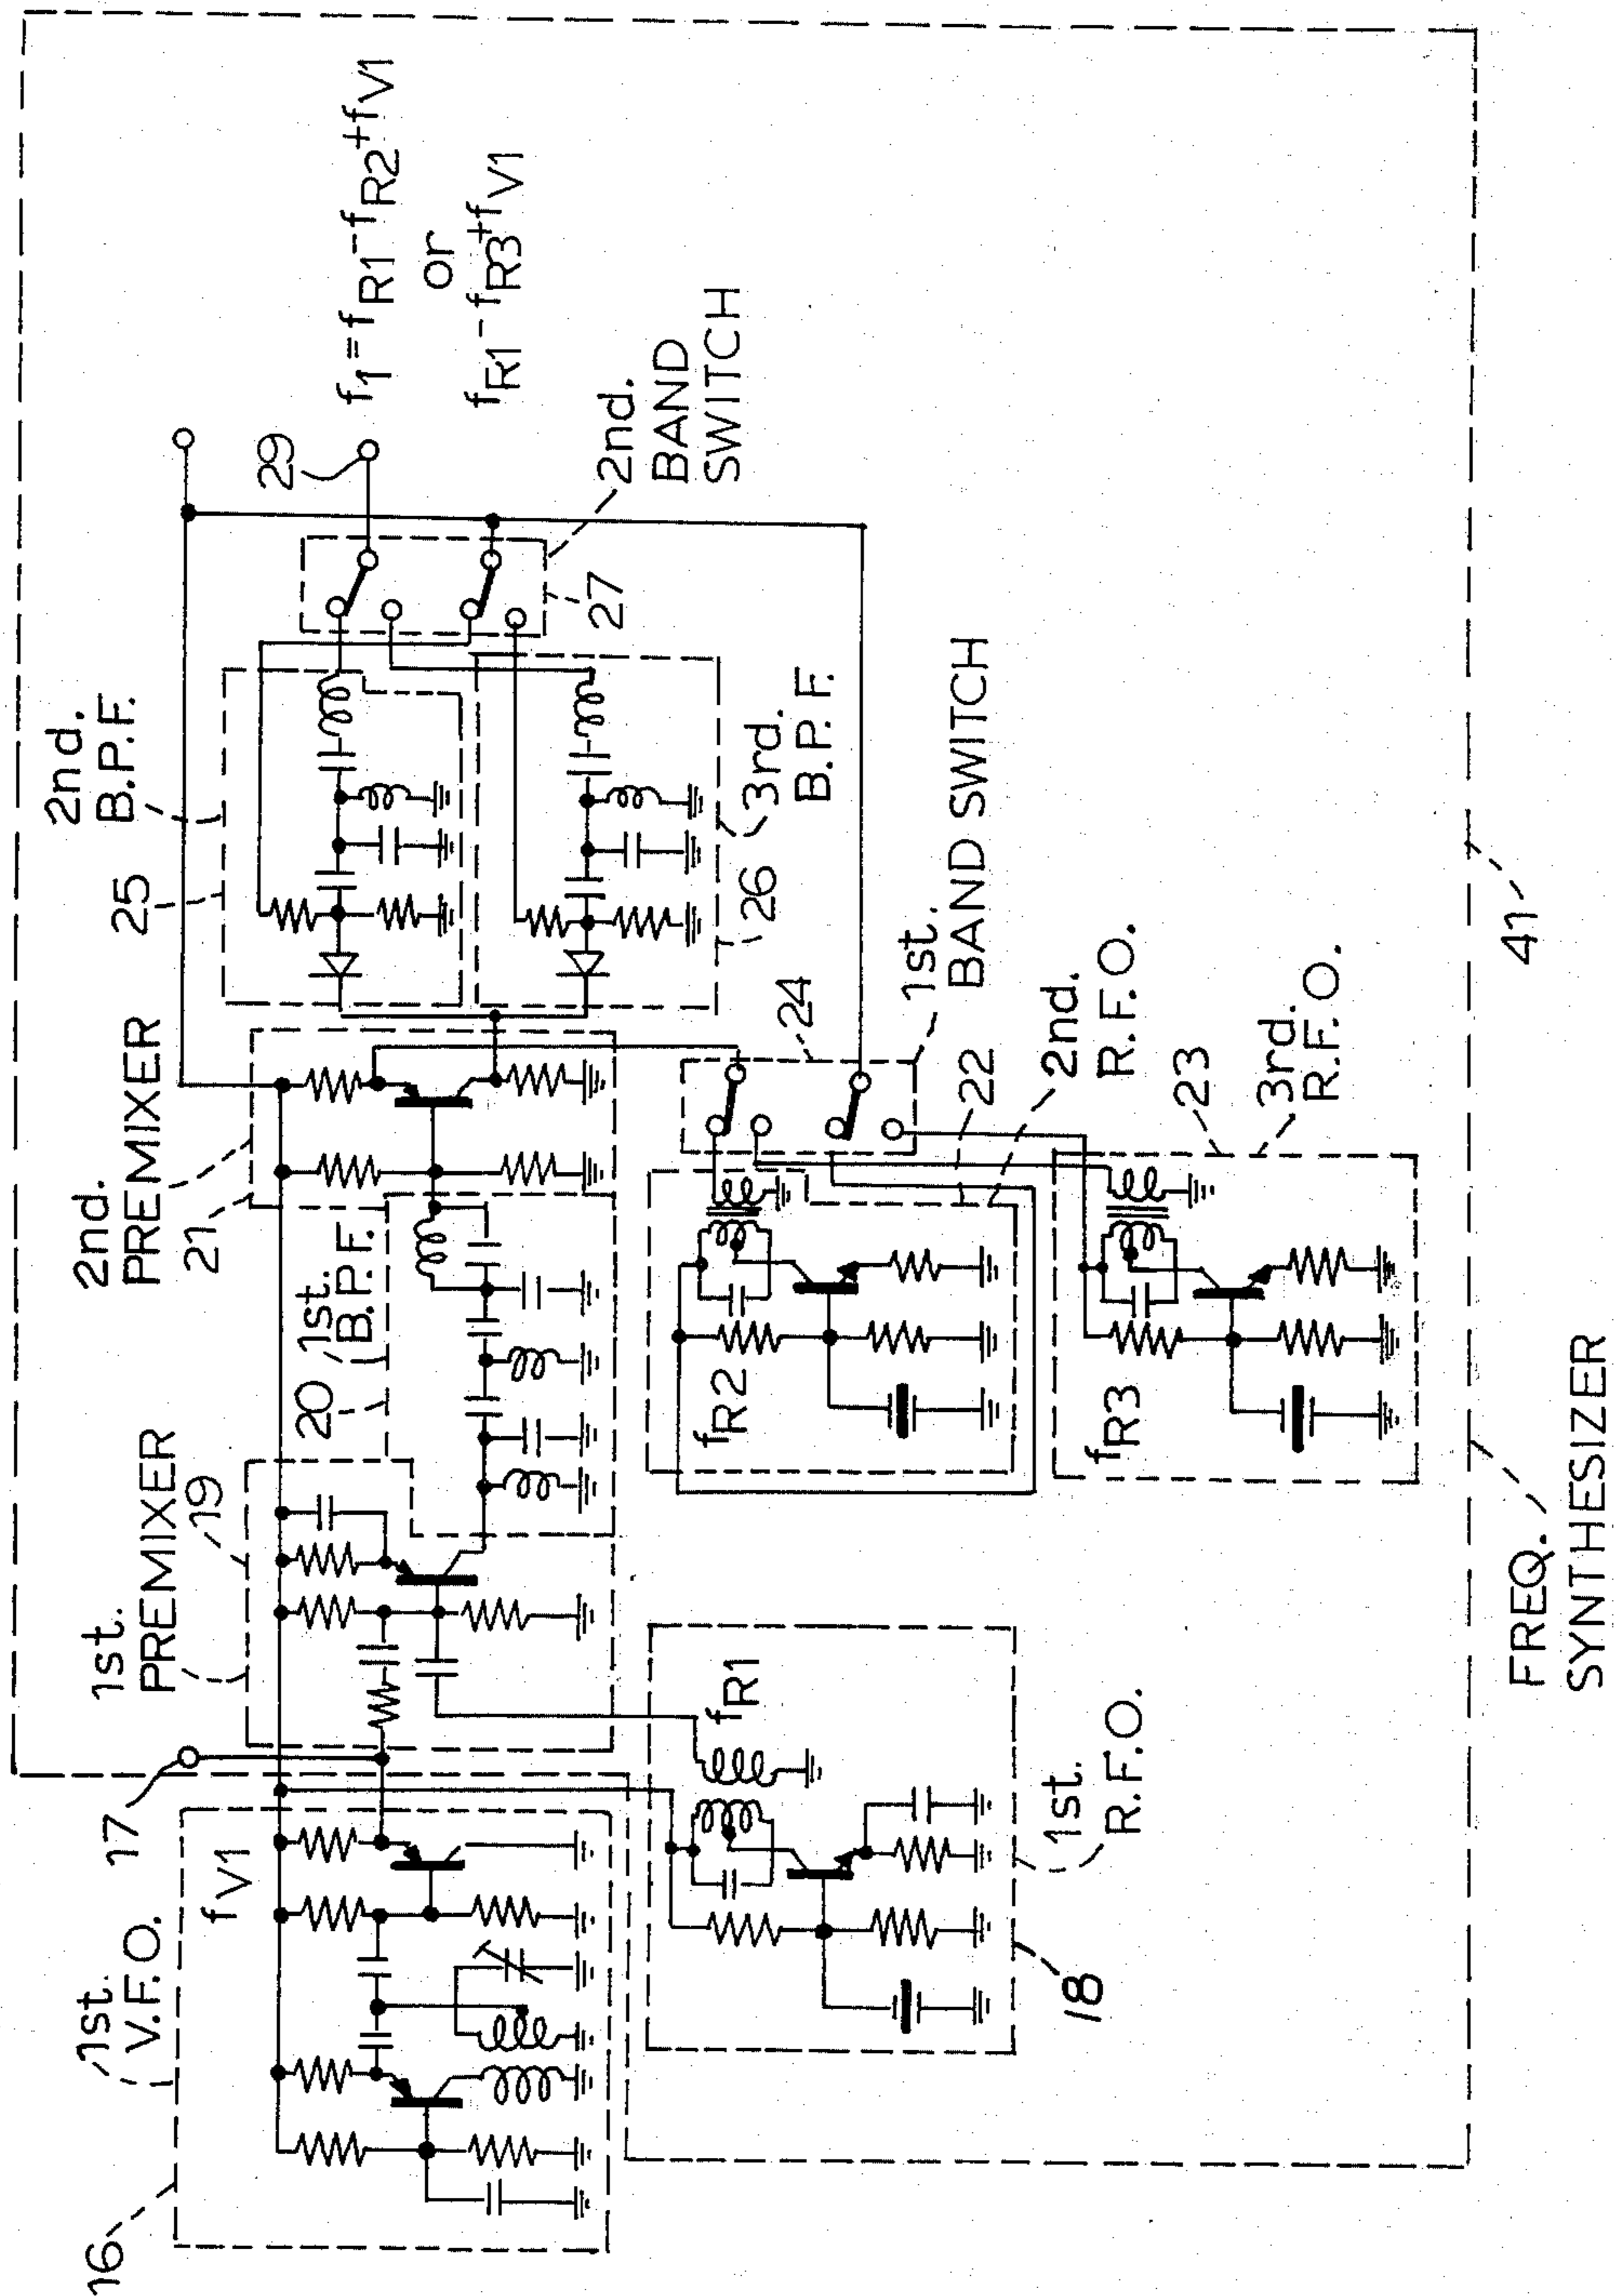 16
1st.
V.F.O.
fV1
17
1st.
PREMIXER
19
20
1st.
B.P.F.
2nd.
PREMIXER
21
25
2nd.
B.P.F.
29
f1=fR1-fR2+fV1
or
fR1-fR3+fV1
2nd.
BAND
SWITCH
27
26
3rd.
B.P.F.
24
1st.
BAND SWITCH
22
2nd.
R.F.O.
fR2
fR1
1st.
R.F.O.
18
23
3rd.
R.F.O.
fR3
41
FREQ.
SYNTHESIZER